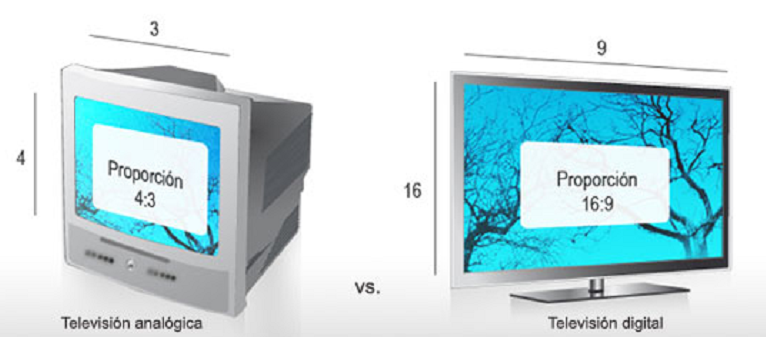 3
4
Proporción
4:3
Televisión analógica
vs.
9
16
Proporción
16:9
Televisión digital